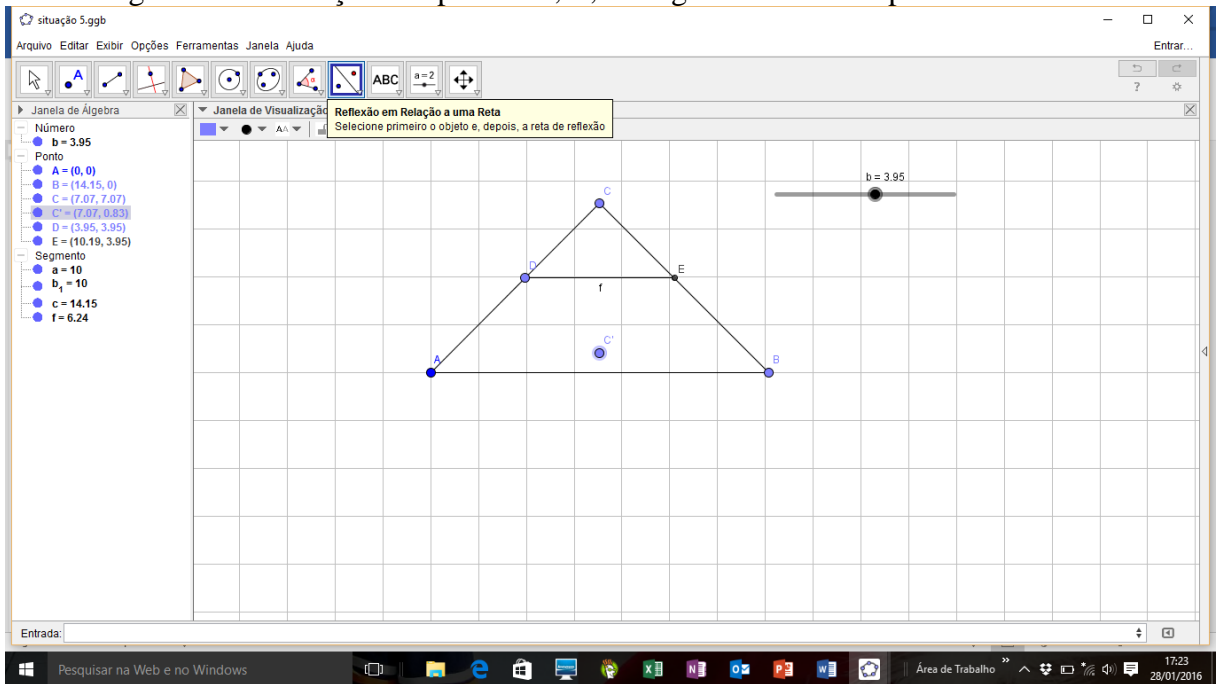 situação 5.ggb
Arquivo Editar Exibir Opções Ferramentas Janela Ajuda
Entrar...
ABC
a=2
Janela de Álgebra
Janela de Visualização
Reflexão em Relação a uma Reta
Selecione primeiro o objeto e, depois, a reta de reflexão
Número
b = 3.95
Ponto
A = (0, 0)
B = (14.15, 0)
C = (7.07, 7.07)
C' = (7.07, 0.83)
D = (3.95, 3.95)
E = (10.19, 3.95)
Segmento
a = 10
b₁ = 10
c = 14.15
f = 6.24
b = 3.95
C
D
E
f
C'
A
B
Entrada:
Pesquisar na Web e no Windows
Área de Trabalho
17:23
28/01/2016